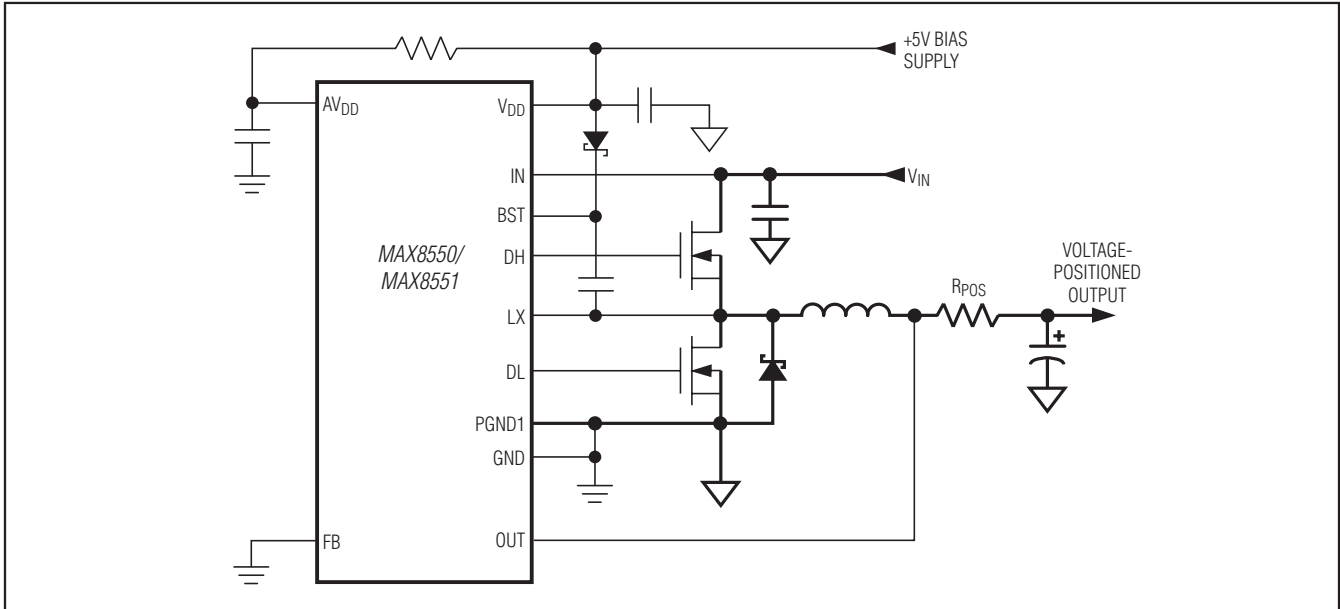 +5V BIAS
SUPPLY
AVDD
VDD
IN
VIN
BST
MAX8550/
MAX8551
DH
VOLTAGE-
POSITIONED
OUTPUT
RPOS
LX
+
DL
PGND1
GND
FB
OUT